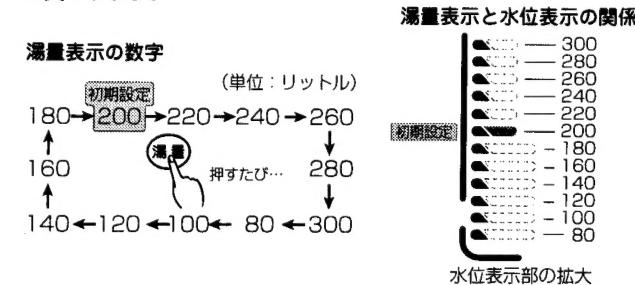 湯量表示の数字
(単位：リットル)
初期設定
180→200→220→240→260
湯量
押すたび…
160
280
140←120←100← 80 ←300
湯量表示と水位表示の関係
300
280
260
240
220
初期設定
200
180
160
140
120
100
80
水位表示部の拡大